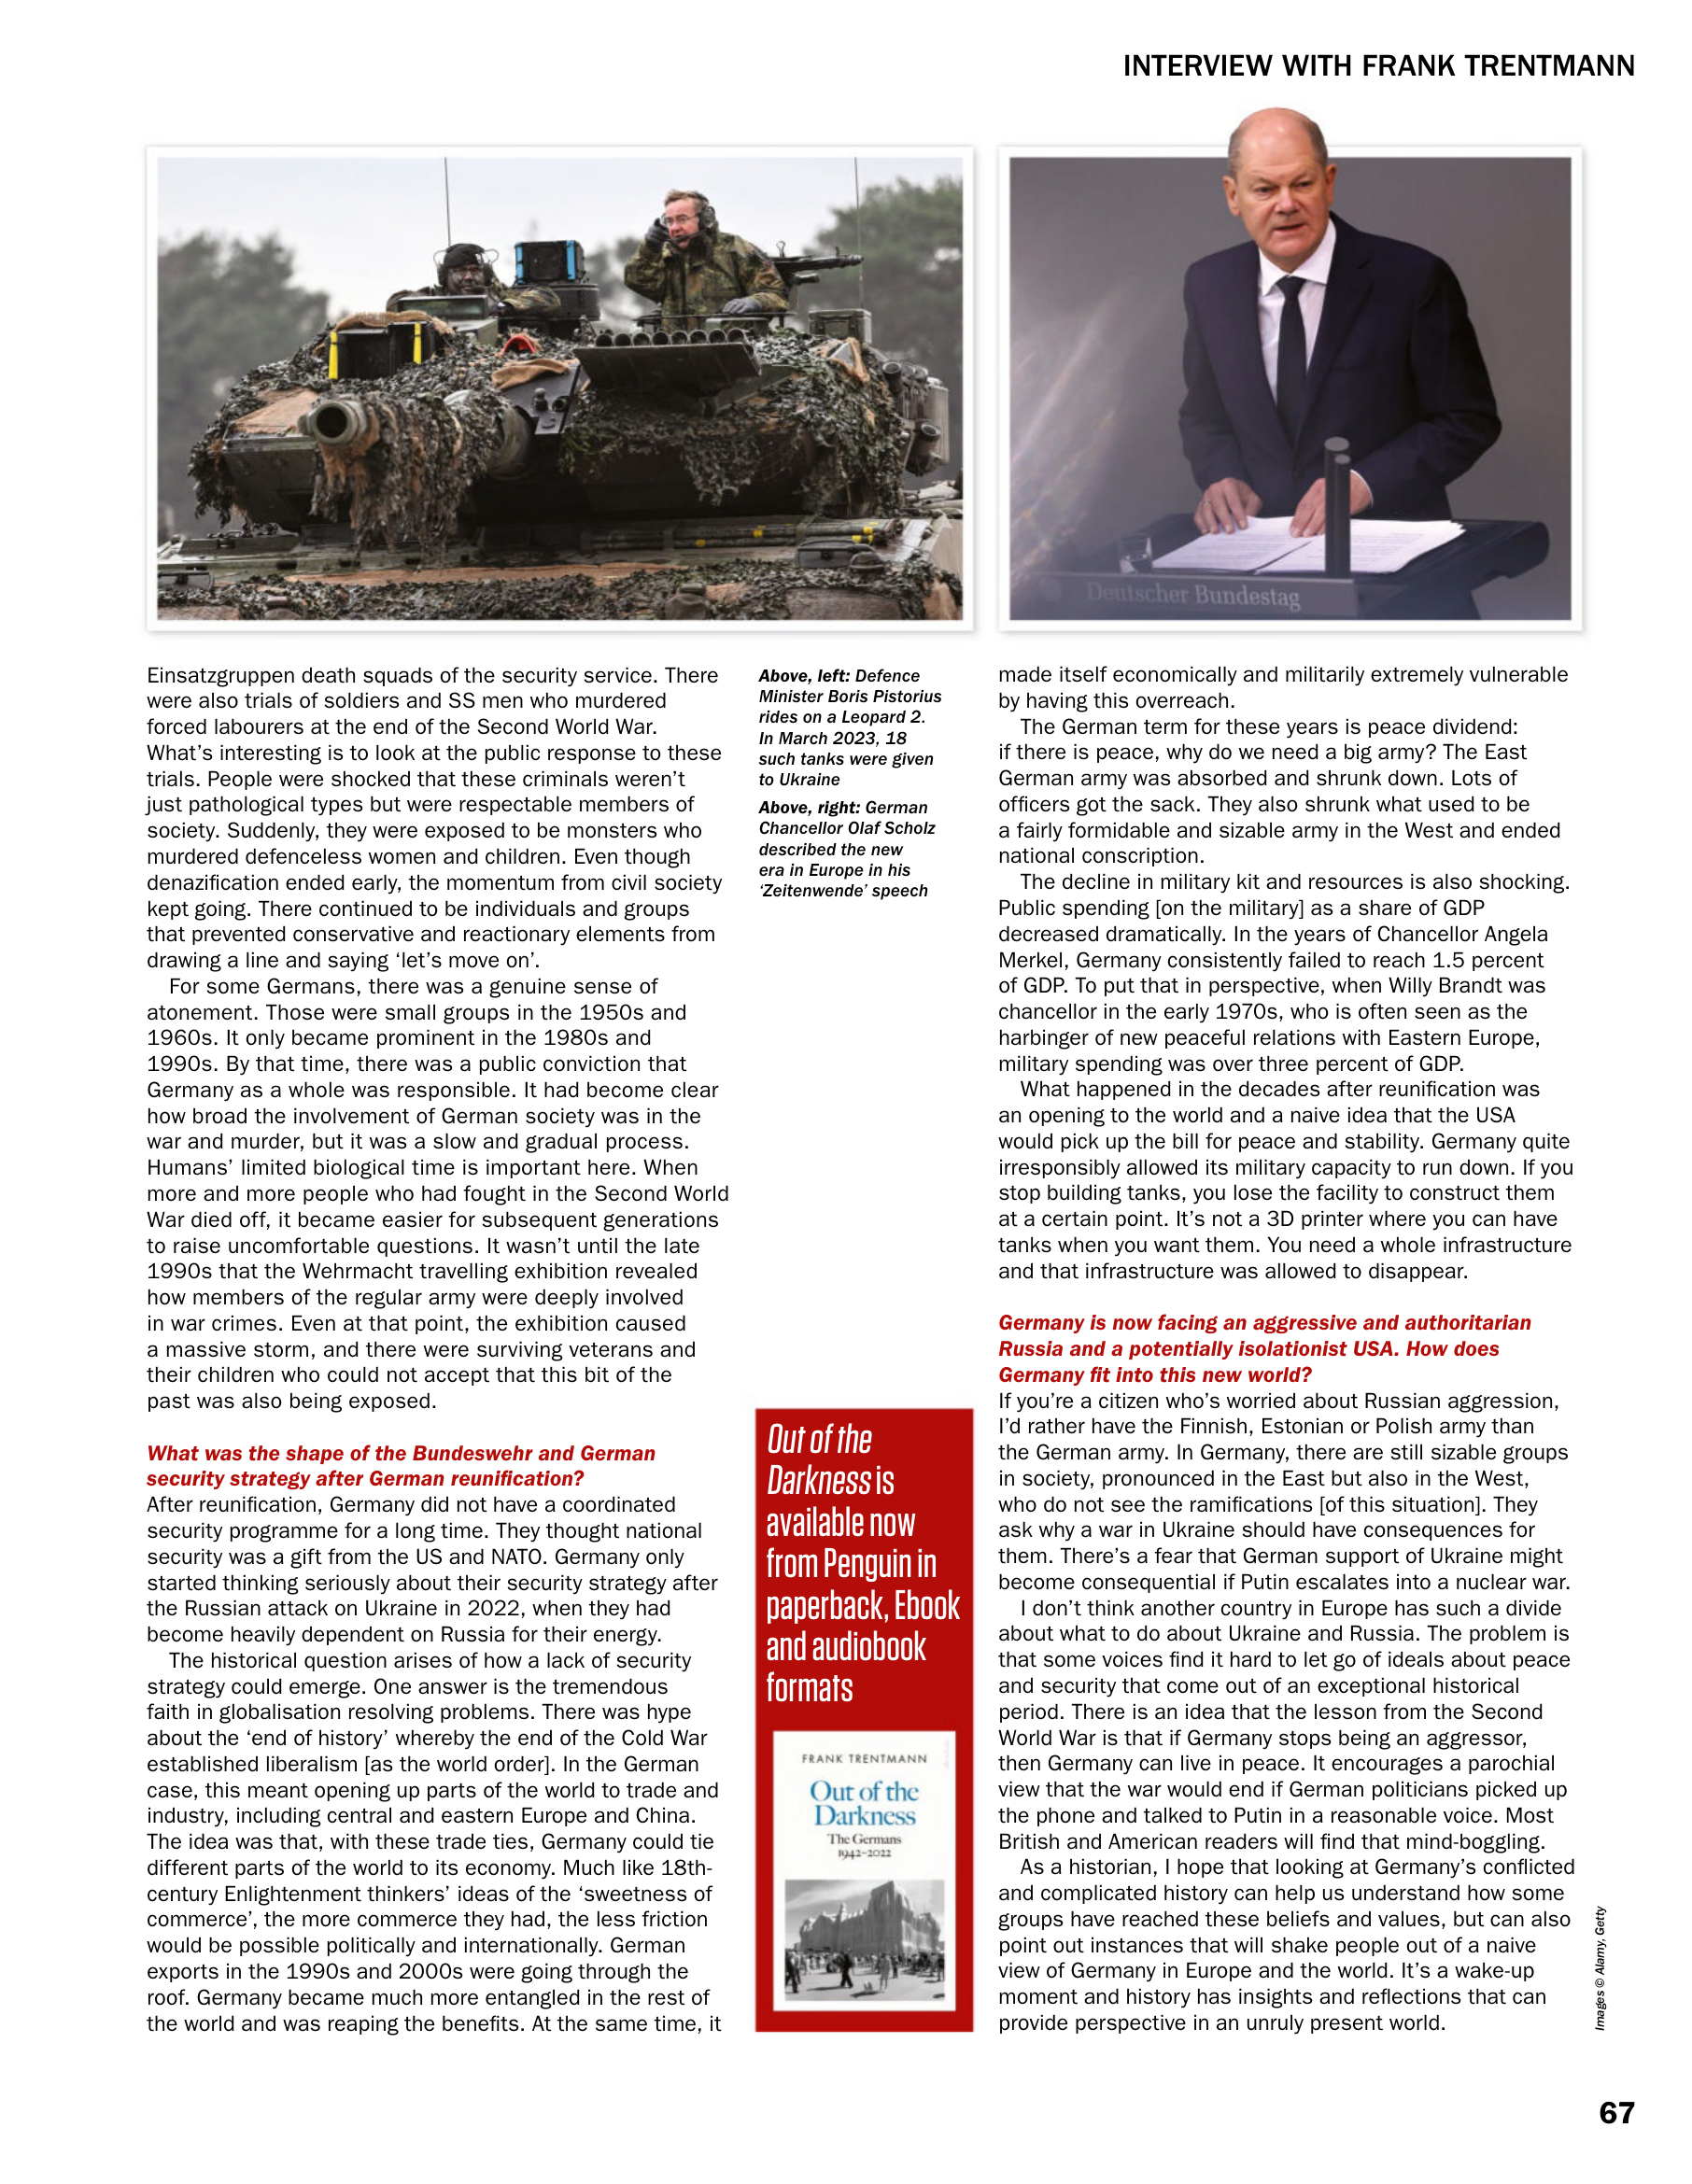 INTERVIEW WITH FRANK TRENTMANN
Deutscher Bundestag
Einsatzgruppen death squads of the security service. There
were also trials of soldiers and SS men who murdered
forced labourers at the end of the Second World War.
What's interesting is to look at the public response to these
trials. People were shocked that these criminals weren't
just pathological types but were respectable members of
society. Suddenly, they were exposed to be monsters who
murdered defenceless women and children. Even though
denazification ended early, the momentum from civil society
kept going. There continued to be individuals and groups
that prevented conservative and reactionary elements from
drawing a line and saying ‘let's move on’.
For some Germans, there was a genuine sense of
atonement. Those were small groups in the 1950s and
1960s. It only became prominent in the 1980s and
1990s. By that time, there was a public conviction that
Germany as a whole was responsible. It had become clear
how broad the involvement of German society was in the
war and murder, but it was a slow and gradual process.
Humans’ limited biological time is important here. When
more and more people who had fought in the Second World
War died off, it became easier for subsequent generations
to raise uncomfortable questions. It wasn't until the late
1990s that the Wehrmacht travelling exhibition revealed
how members of the regular army were deeply involved
in war crimes. Even at that point, the exhibition caused
a massive storm, and there were surviving veterans and
their children who could not accept that this bit of the
past was also being exposed.
What was the shape of the Bundeswehr and German
security strategy after German reunification?
After reunification, Germany did not have a coordinated
security programme for a long time. They thought national
security was a gift from the US and NATO. Germany only
started thinking seriously about their security strategy after
the Russian attack on Ukraine in 2022, when they had
become heavily dependent on Russia for their energy.
The historical question arises of how a lack of security
strategy could emerge. One answer is the tremendous
faith in globalisation resolving problems. There was hype
about the ‘end of history’ whereby the end of the Cold War
established liberalism [as the world order]. In the German
case, this meant opening up parts of the world to trade and
industry, including central and eastern Europe and China.
The idea was that, with these trade ties, Germany could tie
different parts of the world to its economy. Much like 18th-
century Enlightenment thinkers’ ideas of the ‘sweetness of
commerce’, the more commerce they had, the less friction
would be possible politically and internationally. German
exports in the 1990s and 2000s were going through the
roof. Germany became much more entangled in the rest of
the world and was reaping the benefits. At the same time, it
Above, left: Defence
Minister Boris Pistorius
rides on a Leopard 2.
In March 2023, 18
such tanks were given
to Ukraine
Above, right: German
Chancellor Olaf Scholz
described the new
era in Europe in his
‘Zeitenwende’ speech
Out of the
Darkness is
available now
from Penguin in
paperback, Ebook
and audiobook
formats
FRANK TRENTMANN
Out of the
Darkness
The Germans
1942–2022
made itself economically and militarily extremely vulnerable
by having this overreach.
The German term for these years is peace dividend:
if there is peace, why do we need a big army? The East
German army was absorbed and shrunk down. Lots of
officers got the sack. They also shrunk what used to be
a fairly formidable and sizable army in the West and ended
national conscription.
The decline in military kit and resources is also shocking.
Public spending [on the military] as a share of GDP
decreased dramatically. In the years of Chancellor Angela
Merkel, Germany consistently failed to reach 1.5 percent
of GDP. To put that in perspective, when Willy Brandt was
chancellor in the early 1970s, who is often seen as the
harbinger of new peaceful relations with Eastern Europe,
military spending was over three percent of GDP.
What happened in the decades after reunification was
an opening to the world and a naive idea that the USA
would pick up the bill for peace and stability. Germany quite
irresponsibly allowed its military capacity to run down. If you
stop building tanks, you lose the facility to construct them
at a certain point. It's not a 3D printer where you can have
tanks when you want them. You need a whole infrastructure
and that infrastructure was allowed to disappear.
Germany is now facing an aggressive and authoritarian
Russia and a potentially isolationist USA. How does
Germany fit into this new world?
If you're a citizen who's worried about Russian aggression,
I'd rather have the Finnish, Estonian or Polish army than
the German army. In Germany, there are still sizable groups
in society, pronounced in the East but also in the West,
who do not see the ramifications [of this situation]. They
ask why a war in Ukraine should have consequences for
them. There's a fear that German support of Ukraine might
become consequential if Putin escalates into a nuclear war.
I don't think another country in Europe has such a divide
about what to do about Ukraine and Russia. The problem is
that some voices find it hard to let go of ideals about peace
and security that come out of an exceptional historical
period. There is an idea that the lesson from the Second
World War is that if Germany stops being an aggressor,
then Germany can live in peace. It encourages a parochial
view that the war would end if German politicians picked up
the phone and talked to Putin in a reasonable voice. Most
British and American readers will find that mind-boggling.
As a historian, I hope that looking at Germany's conflicted
and complicated history can help us understand how some
groups have reached these beliefs and values, but can also
point out instances that will shake people out of a naive
view of Germany in Europe and the world. It's a wake-up
moment and history has insights and reflections that can
provide perspective in an unruly present world.
Images © Alamy, Getty
67